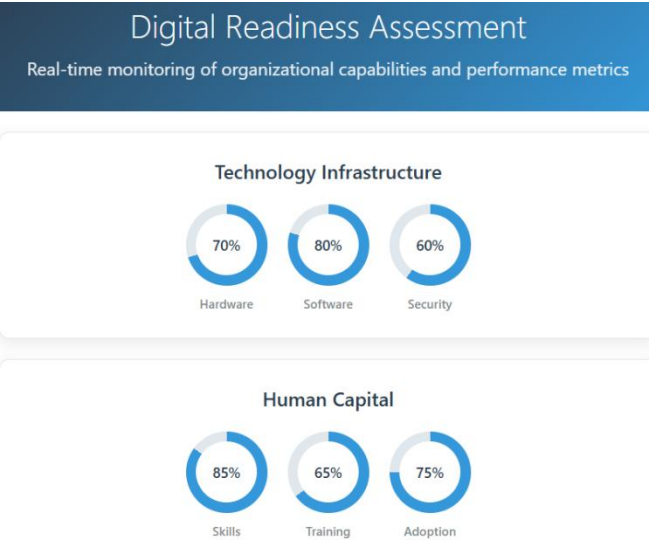 Digital Readiness Assessment
Real-time monitoring of organizational capabilities and performance metrics
Technology Infrastructure
70% 80% 60%
Hardware Software Security
Human Capital
85% 65% 75%
Skills Training Adoption